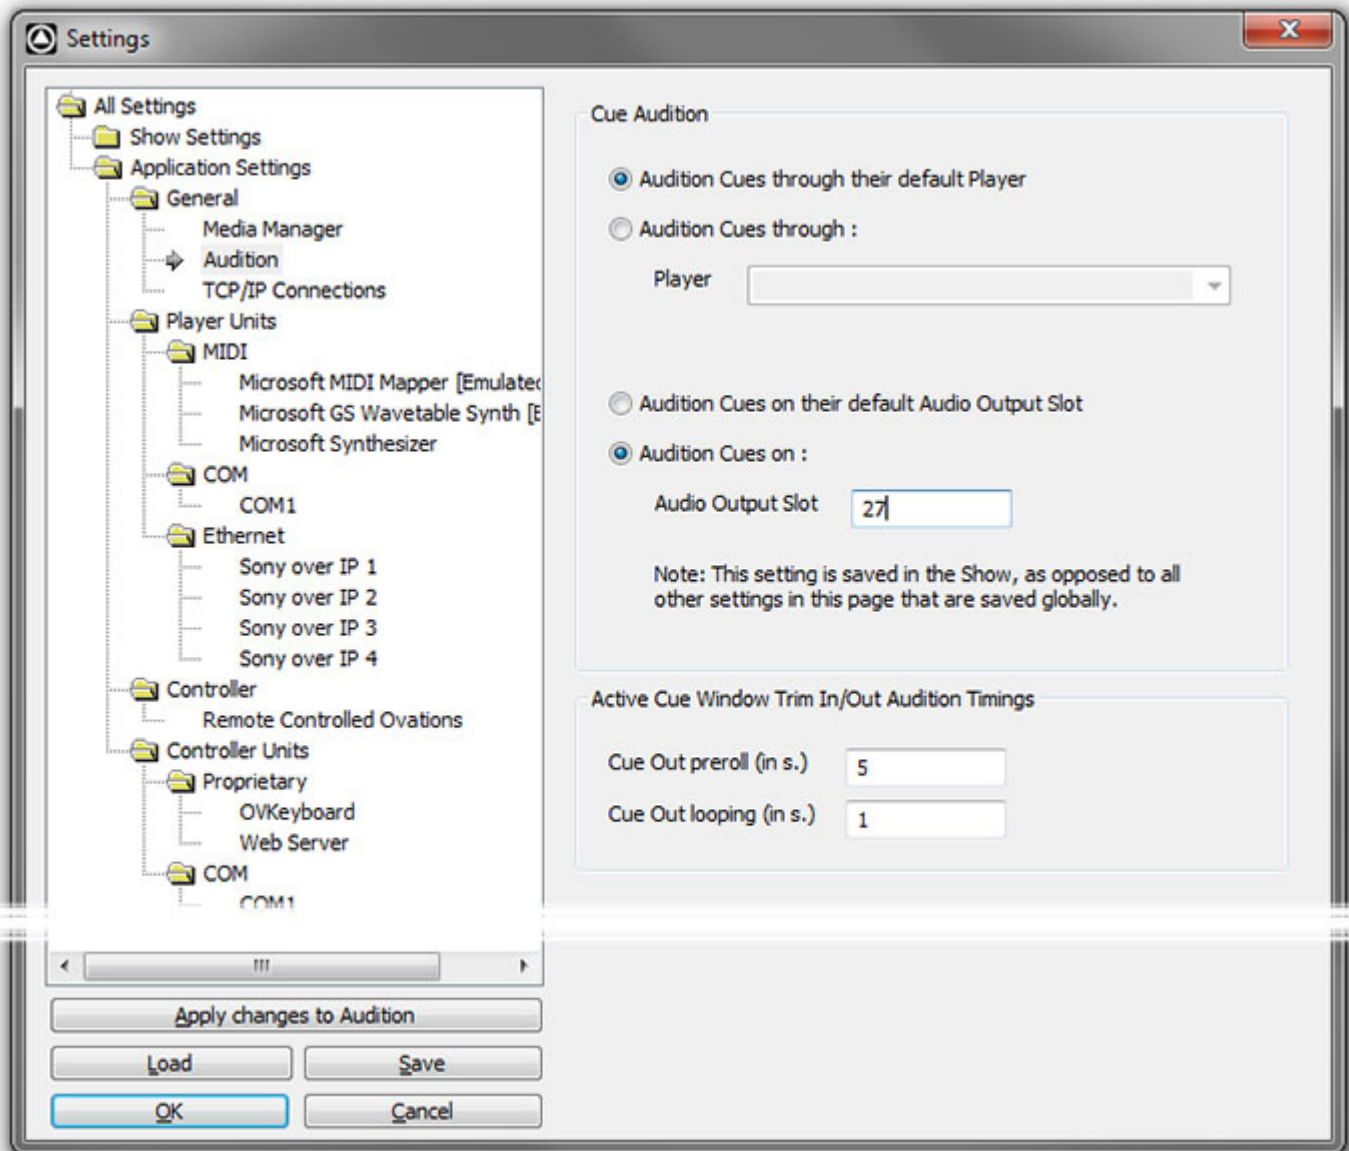 Settings
All Settings
Show Settings
Application Settings
General
Media Manager
Audition
TCP/IP Connections
Player Units
MIDI
Microsoft MIDI Mapper [Emulated
Microsoft GS Wavetable Synth [E
Microsoft Synthesizer
COM
COM1
Ethernet
Sony over IP 1
Sony over IP 2
Sony over IP 3
Sony over IP 4
Controller
Remote Controlled Ovations
Controller Units
Proprietary
OVKeyboard
Web Server
COM
COM1
Apply changes to Audition
Load
Save
OK
Cancel
Cue Audition
Audition Cues through their default Player
Audition Cues through :
Player
Audition Cues on their default Audio Output Slot
Audition Cues on :
Audio Output Slot
27
Note: This setting is saved in the Show, as opposed to all
other settings in this page that are saved globally.
Active Cue Window Trim In/Out Audition Timings
Cue Out preroll (in s.)
5
Cue Out looping (in s.)
1